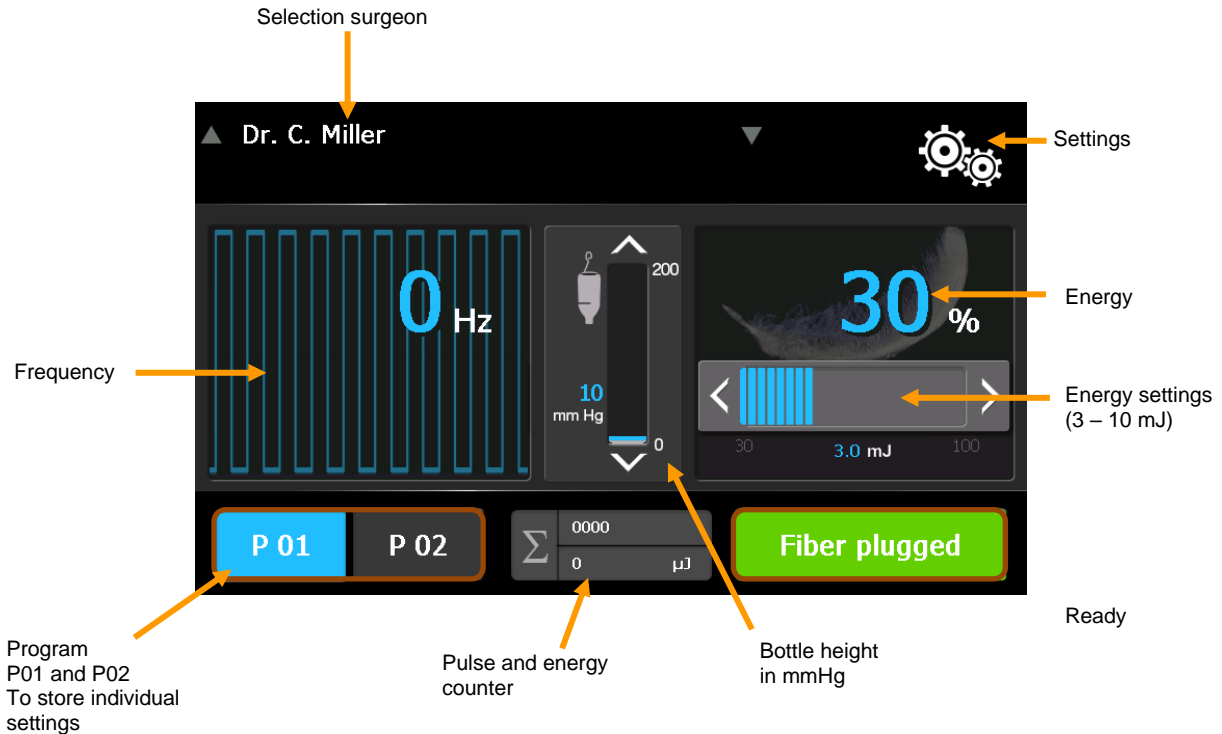 Selection surgeon
Dr. C. Miller
Settings
0 Hz
200
10
mm Hg
0
30 %
Energy
Frequency
Energy settings
(3 – 10 mJ)
30 3.0 mJ 100
P 01 P 02
Σ 0000
0 µJ
Fiber plugged
Ready
Program
P01 and P02
To store individual
settings
Pulse and energy
counter
Bottle height
in mmHg